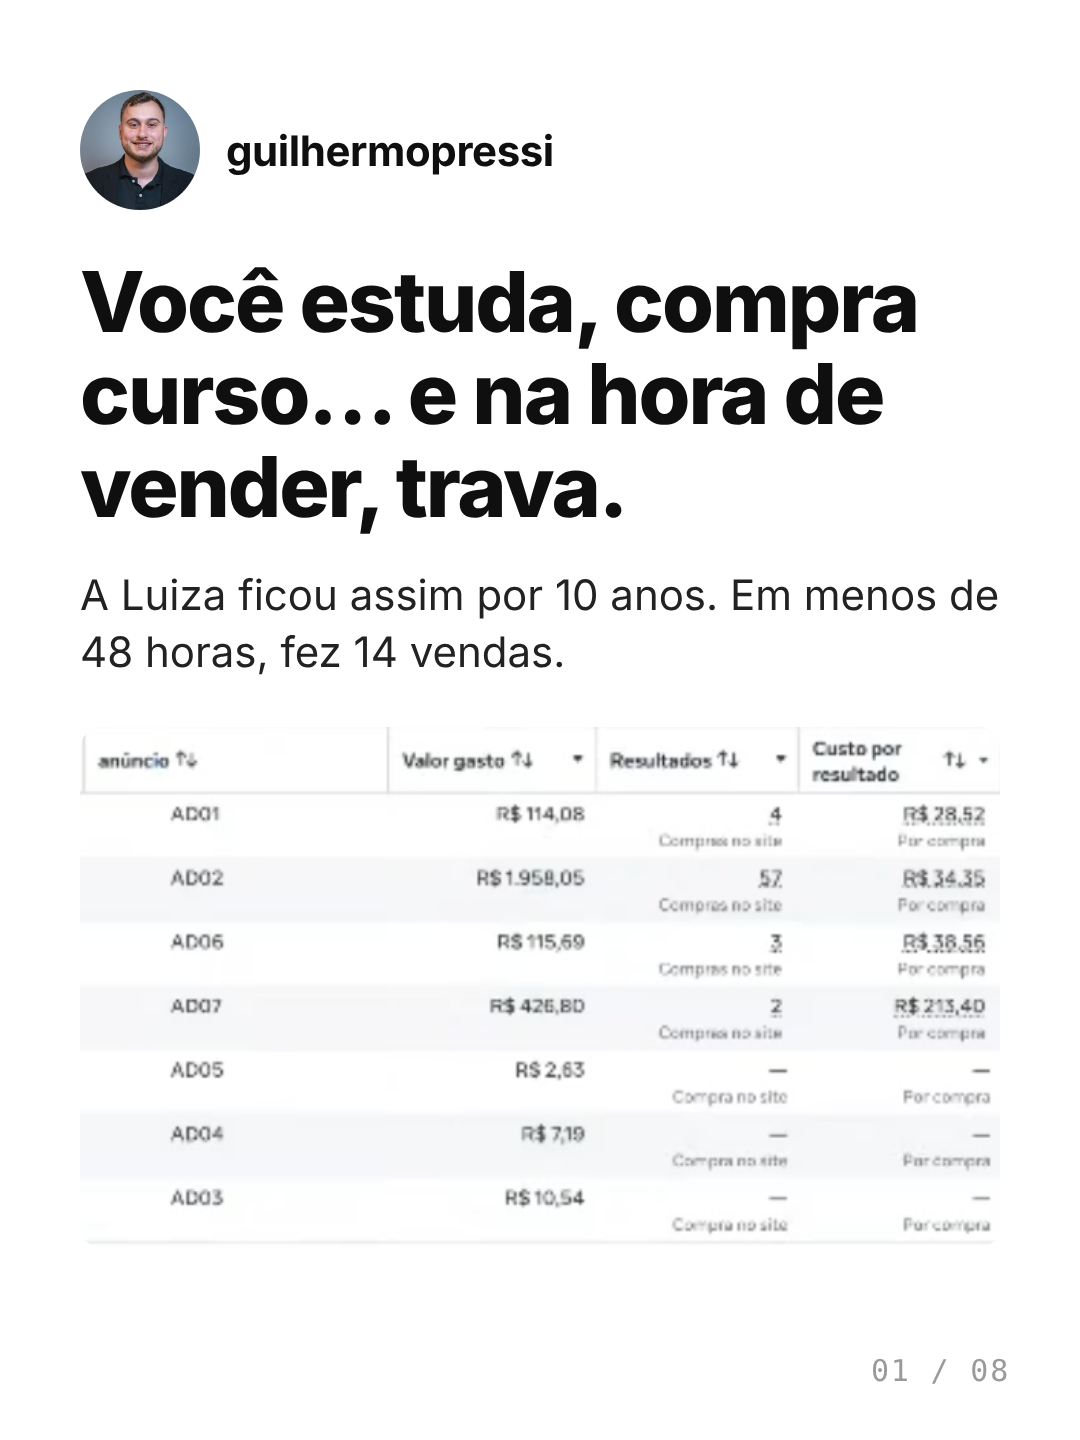 guilhermopressi
Você estuda, compra
curso... e na hora de
vender, trava.
A Luiza ficou assim por 10 anos. Em menos de
48 horas, fez 14 vendas.
anúncio ↑↓ Valor gasto ↑↓ Resultados ↑↓ Custo por resultado ↑↓
AD01 R$ 114,08 4 R$ 28,52
Compras no site Por compra
AD02 R$ 1.958,05 57 R$ 34,35
Compras no site Por compra
AD06 R$ 115,69 3 R$ 38,56
Compras no site Por compra
AD07 R$ 426,80 2 R$ 213,40
Compras no site Por compra
AD05 R$ 2,63 — —
Compra no site Por compra
AD04 R$ 7,19 — —
Compra no site Por compra
AD03 R$ 10,54 — —
Compra no site Por compra
01 / 08